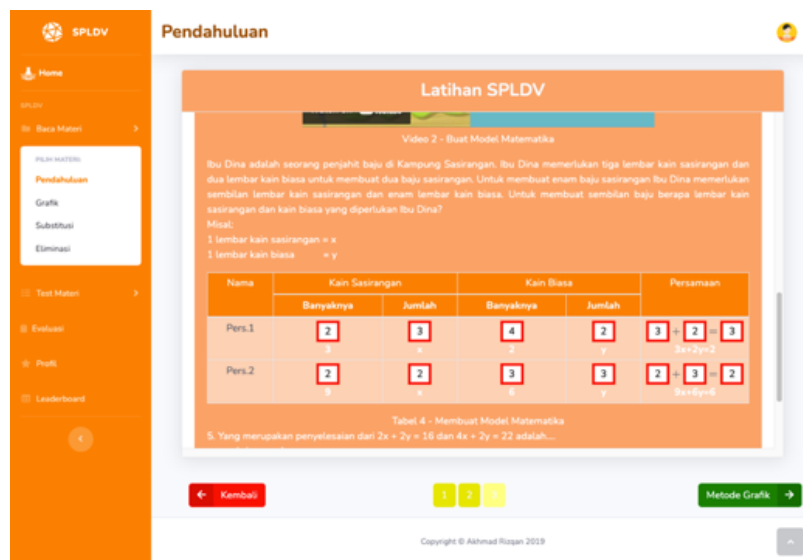 SPLDV
Pendahuluan
Home
SPLDV
Baca Materi
PILIH MATERI:
Pendahuluan
Grafik
Substitusi
Eliminasi
Test Materi
Evaluasi
Profil
Leaderboard
Latihan SPLDV
Video 2 - Buat Model Matematika
Ibu Dina adalah seorang penjahit baju di Kampung Sasirangan. Ibu Dina memerlukan tiga lembar kain sasirangan dan
dua lembar kain biasa untuk membuat dua baju sasirangan. Untuk membuat enam baju sasirangan Ibu Dina memerlukan
sembilan lembar kain sasirangan dan enam lembar kain biasa. Untuk membuat sembilan baju berapa lembar kain
sasirangan dan kain biasa yang diperlukan Ibu Dina?
Misal:
1 lembar kain sasirangan = x
1 lembar kain biasa = y
Nama Kain Sasirangan Kain Biasa Persamaan
Banyaknya Jumlah Banyaknya Jumlah
Pers.1 2 3 4 2 3 + 2 = 3
3 x 2 y 3x+2y=2
Pers.2 2 2 3 3 2 + 3 = 2
9 x 6 y 9x+6y=6
Tabel 4 - Membuat Model Matematika
5. Yang merupakan penyelesaian dari 2x + 2y = 16 dan 4x + 2y = 22 adalah....
Kembali
1 2
Metode Grafik
Copyright © Akhmad Rizqan 2019